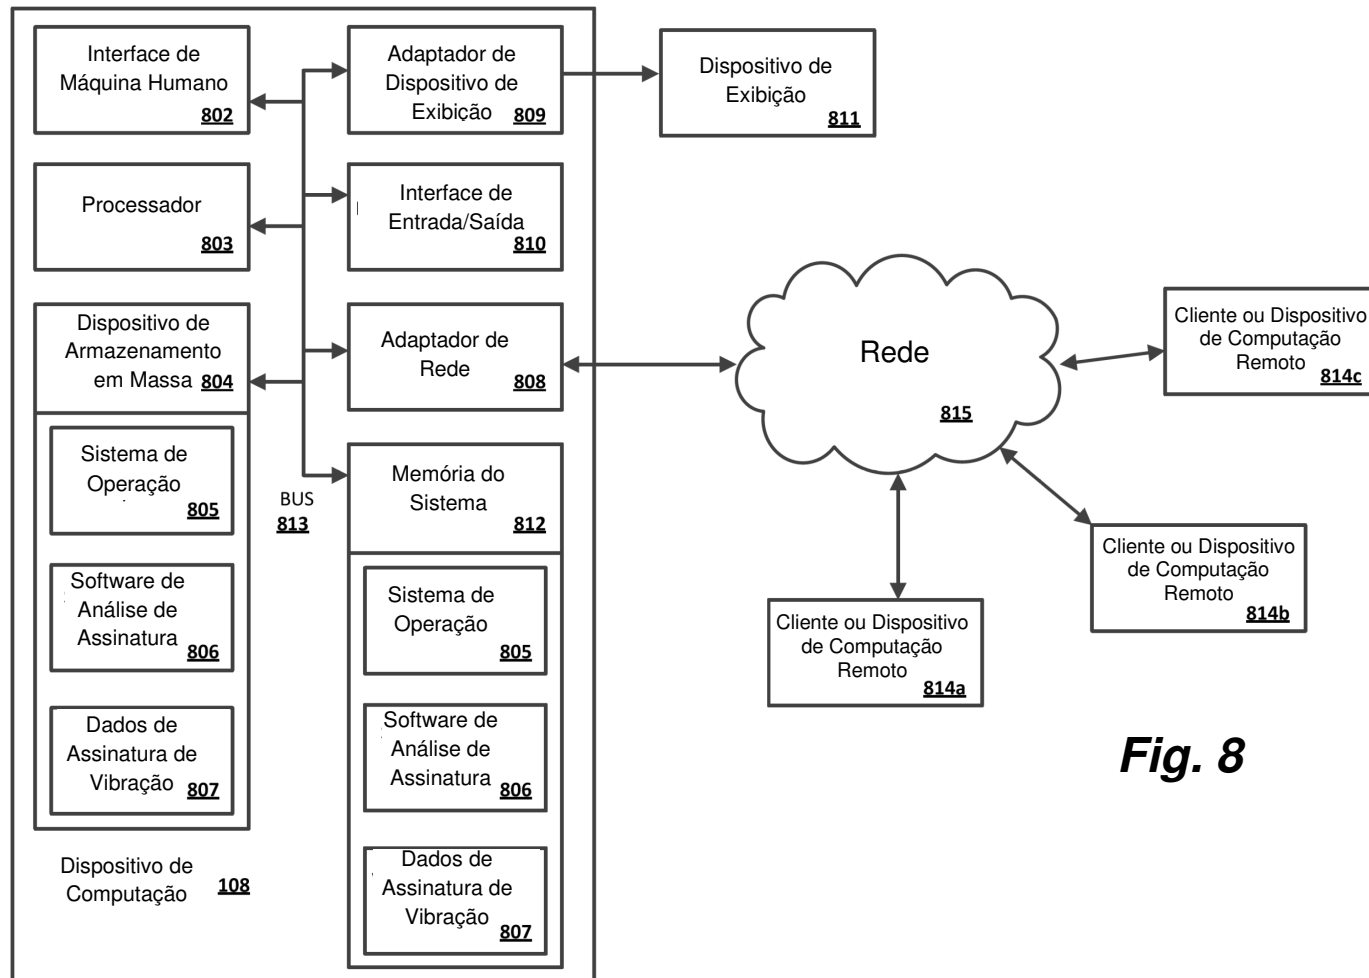 Interface de
Máquina Humano
802
Processador
803
Dispositivo de
Armazenamento
em Massa 804
Sistema de
Operação
805
Software de
Análise de
Assinatura
806
Dados de
Assinatura de
Vibração
807
Dispositivo de
Computação
108
BUS
813
Adaptador de
Dispositivo de
Exibição
809
Interface de
Entrada/Saída
810
Adaptador de
Rede
808
Memória do
Sistema
812
Sistema de
Operação
805
Software de
Análise de
Assinatura
806
Dados de
Assinatura de
Vibração
807
Dispositivo de
Exibição
811
Rede
815
Cliente ou Dispositivo
de Computação
Remoto
814c
Cliente ou Dispositivo
de Computação
Remoto
814b
Cliente ou Dispositivo
de Computação
Remoto
814a
Fig. 8